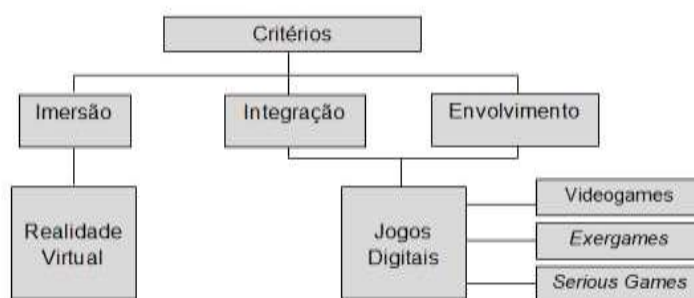 Critérios
Imersão
Integração
Envolvimento
Realidade
Virtual
Jogos
Digitais
Videogames
Exergames
Serious Games